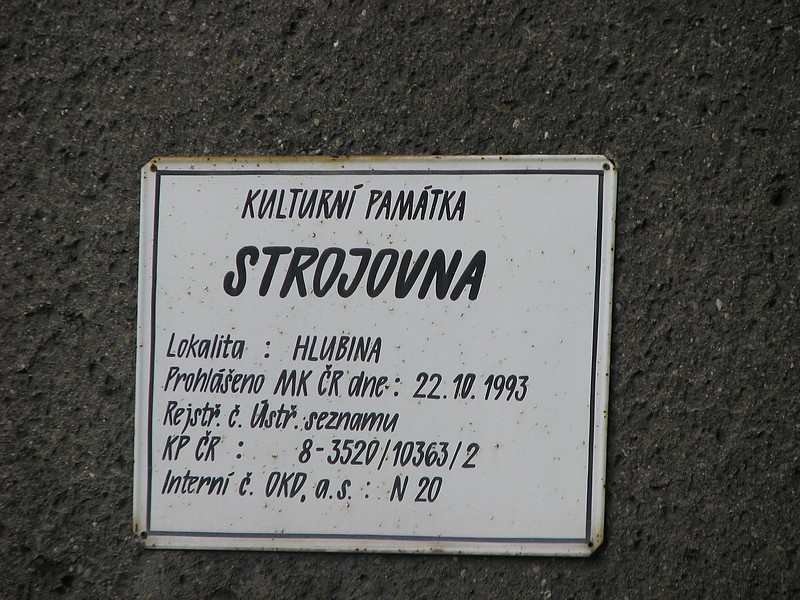 KULTURNÍ PAMÁTKA
STROJOVNA
Lokalita : HLUBINA
Prohlášeno MK ČR dne : 22.10.1993
Rejstř. č. Ústř. seznamu
KP ČR : 8-3520/10363/2
Interní č. OKD, a.s. : N 20